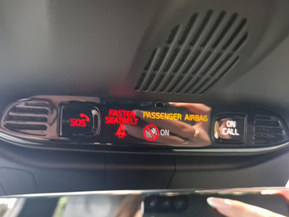 SOS
FASTEN
SEATBELT
PASSENGER AIRBAG
ON
ON
CALL